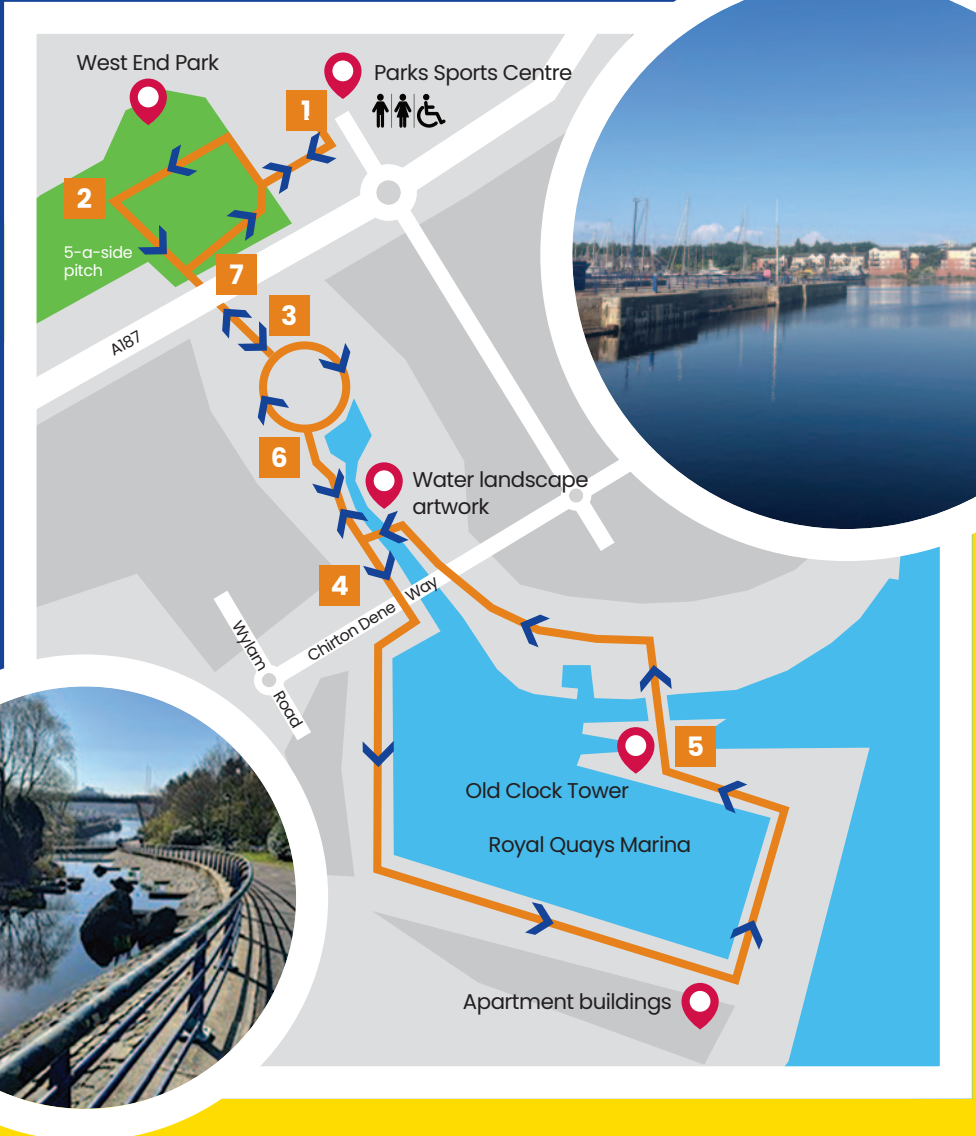 West End Park
Parks Sports Centre
1
2
5-a-side
pitch
7
A187
3
6
Water landscape
artwork
4
Chirton Dene Way
Wylam
Road
5
Old Clock Tower
Royal Quays Marina
Apartment buildings